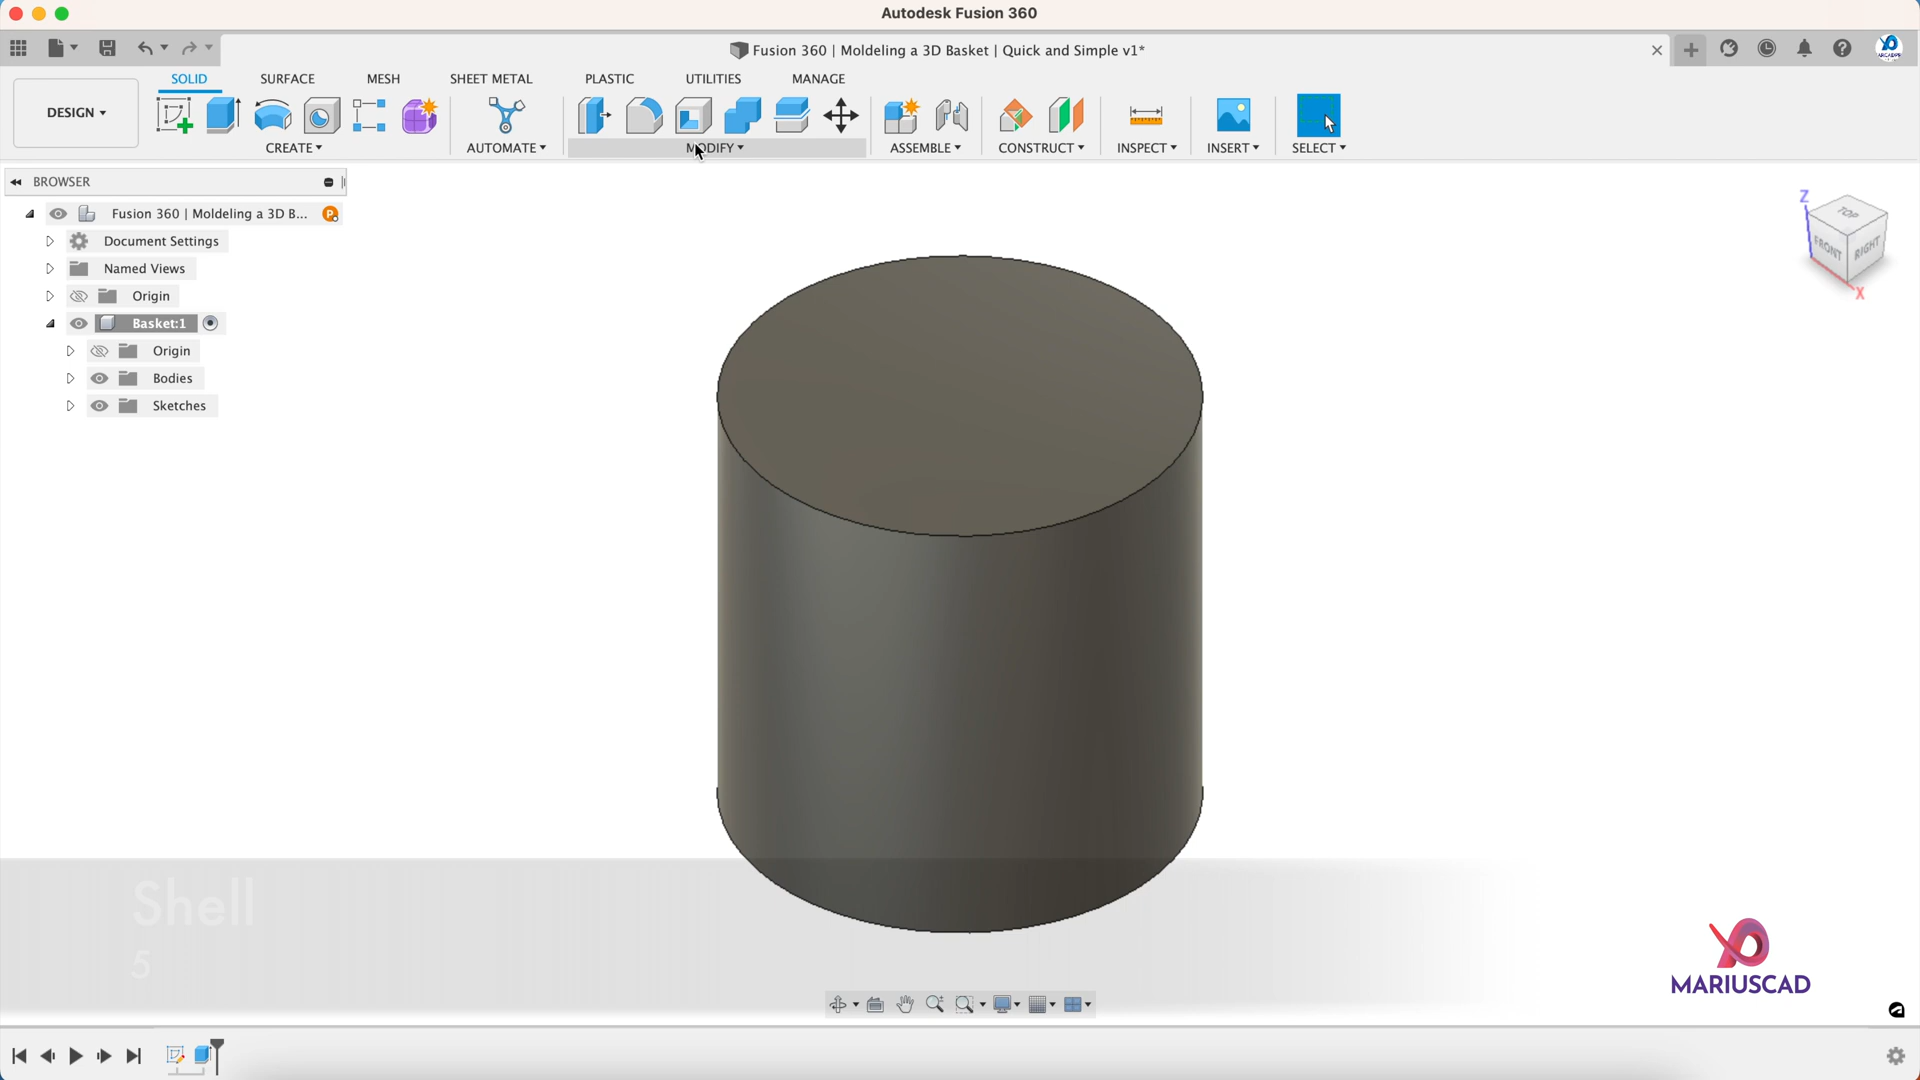 Autodesk Fusion 360
Fusion 360 | Moldeling a 3D Basket | Quick and Simple v1*
SOLID SURFACE MESH SHEET METAL PLASTIC UTILITIES MANAGE
DESIGN
CREATE AUTOMATE MODIFY ASSEMBLE CONSTRUCT INSPECT INSERT SELECT
BROWSER
Fusion 360 | Moldeling a 3D B... P
Document Settings
Named Views
Origin
Basket:1
Origin
Bodies
Sketches
Z
TOP
FRONT RIGHT
X
Shell
5
MARIUSCAD